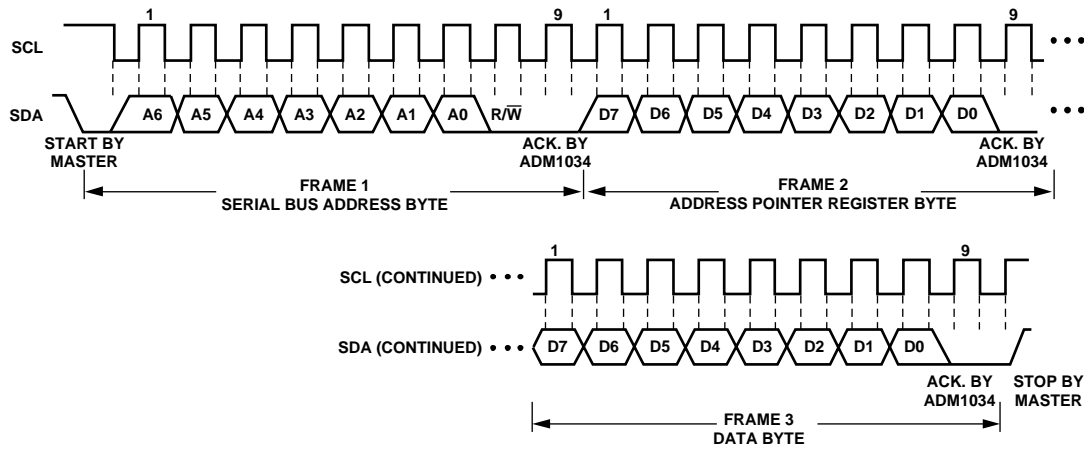 1 9 1 9
SCL
SDA A6 A5 A4 A3 A2 A1 A0 R/W̅ D7 D6 D5 D4 D3 D2 D1 D0
START BY
MASTER
ACK. BY
ADM1034
ACK. BY
ADM1034
FRAME 1
SERIAL BUS ADDRESS BYTE
FRAME 2
ADDRESS POINTER REGISTER BYTE
1 9
SCL (CONTINUED)
SDA (CONTINUED) D7 D6 D5 D4 D3 D2 D1 D0
ACK. BY
ADM1034
STOP BY
MASTER
FRAME 3
DATA BYTE